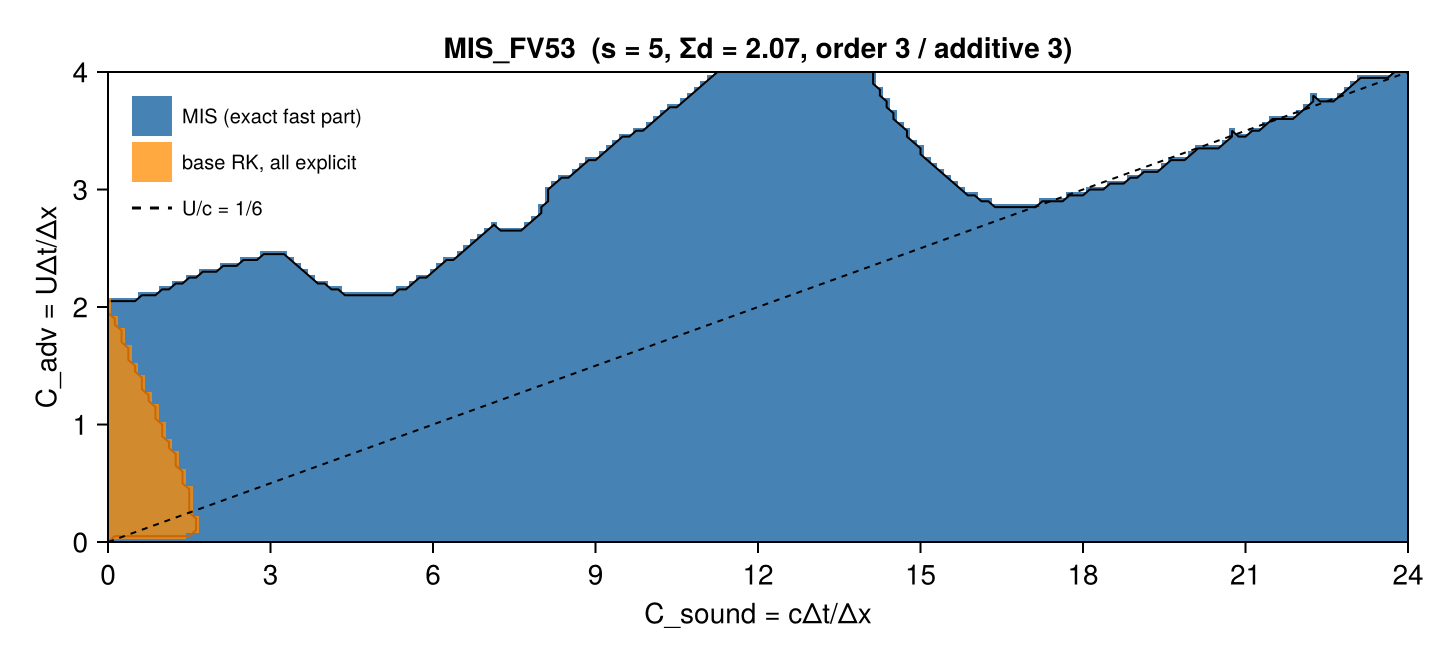 MIS_FV53 (s = 5, Σd = 2.07, order 3 / additive 3)
MIS (exact fast part)
base RK, all explicit
U/c = 1/6
C_adv = UΔt/Δx
4
3
2
1
0
0 3 6 9 12 15 18 21 24
C_sound = cΔt/Δx